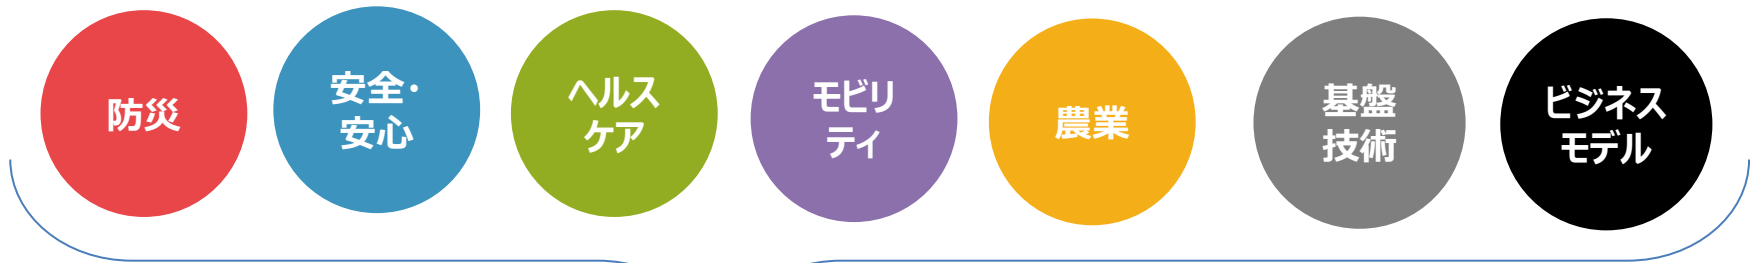 防災
安全・
安心
ヘルス
ケア
モビリ
ティ
農業
基盤
技術
ビジネス
モデル